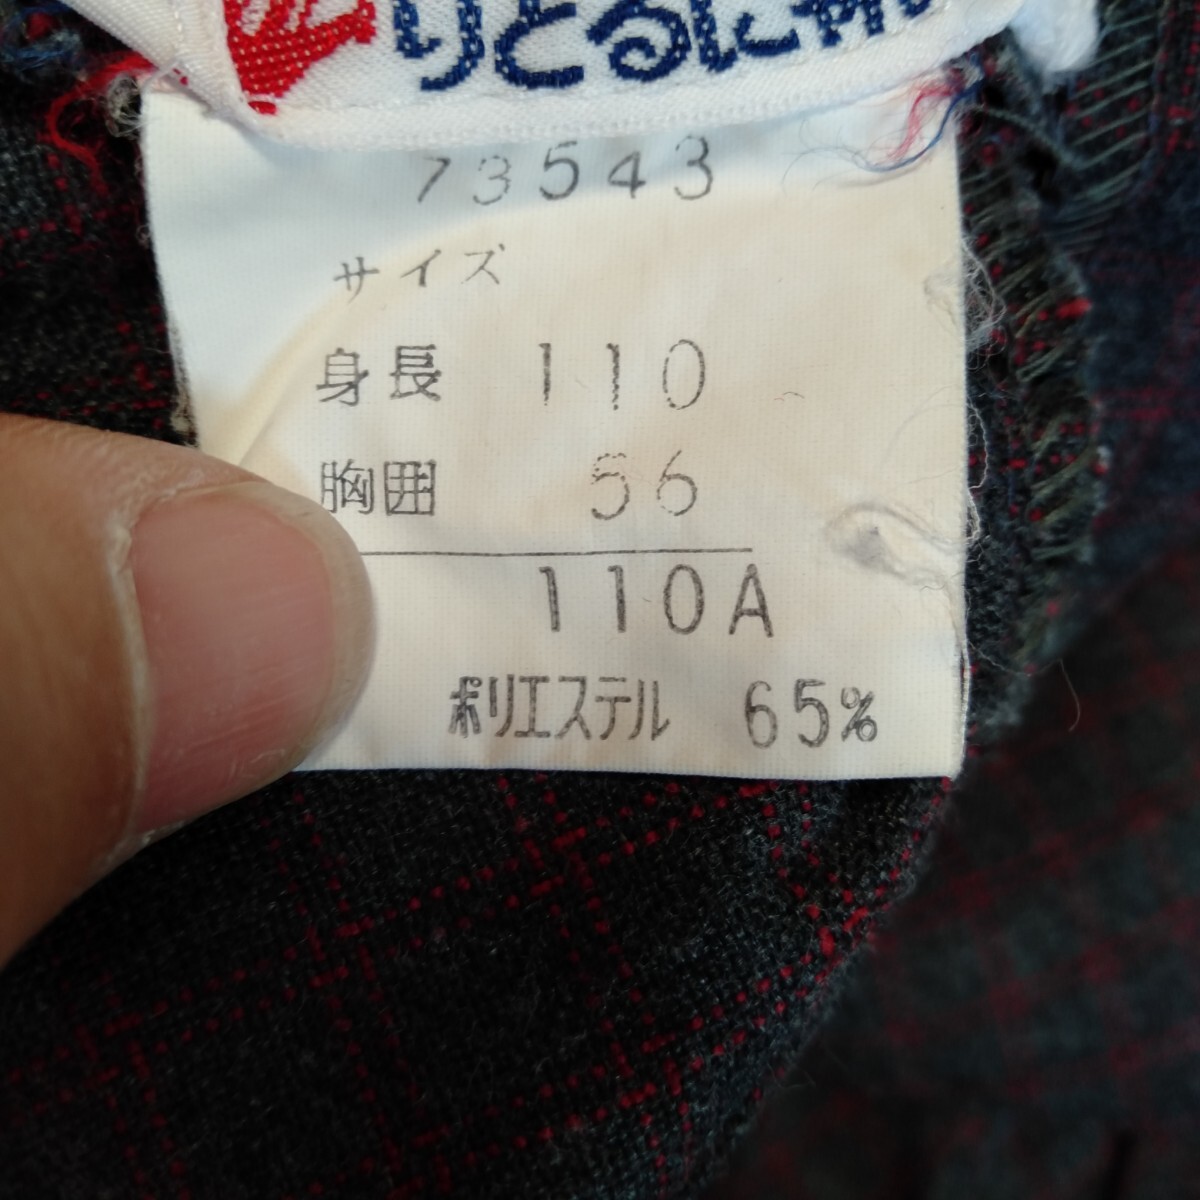 りとるに
73543
サイズ
身長 110
胸囲 56
110A
ポリエステル 65%